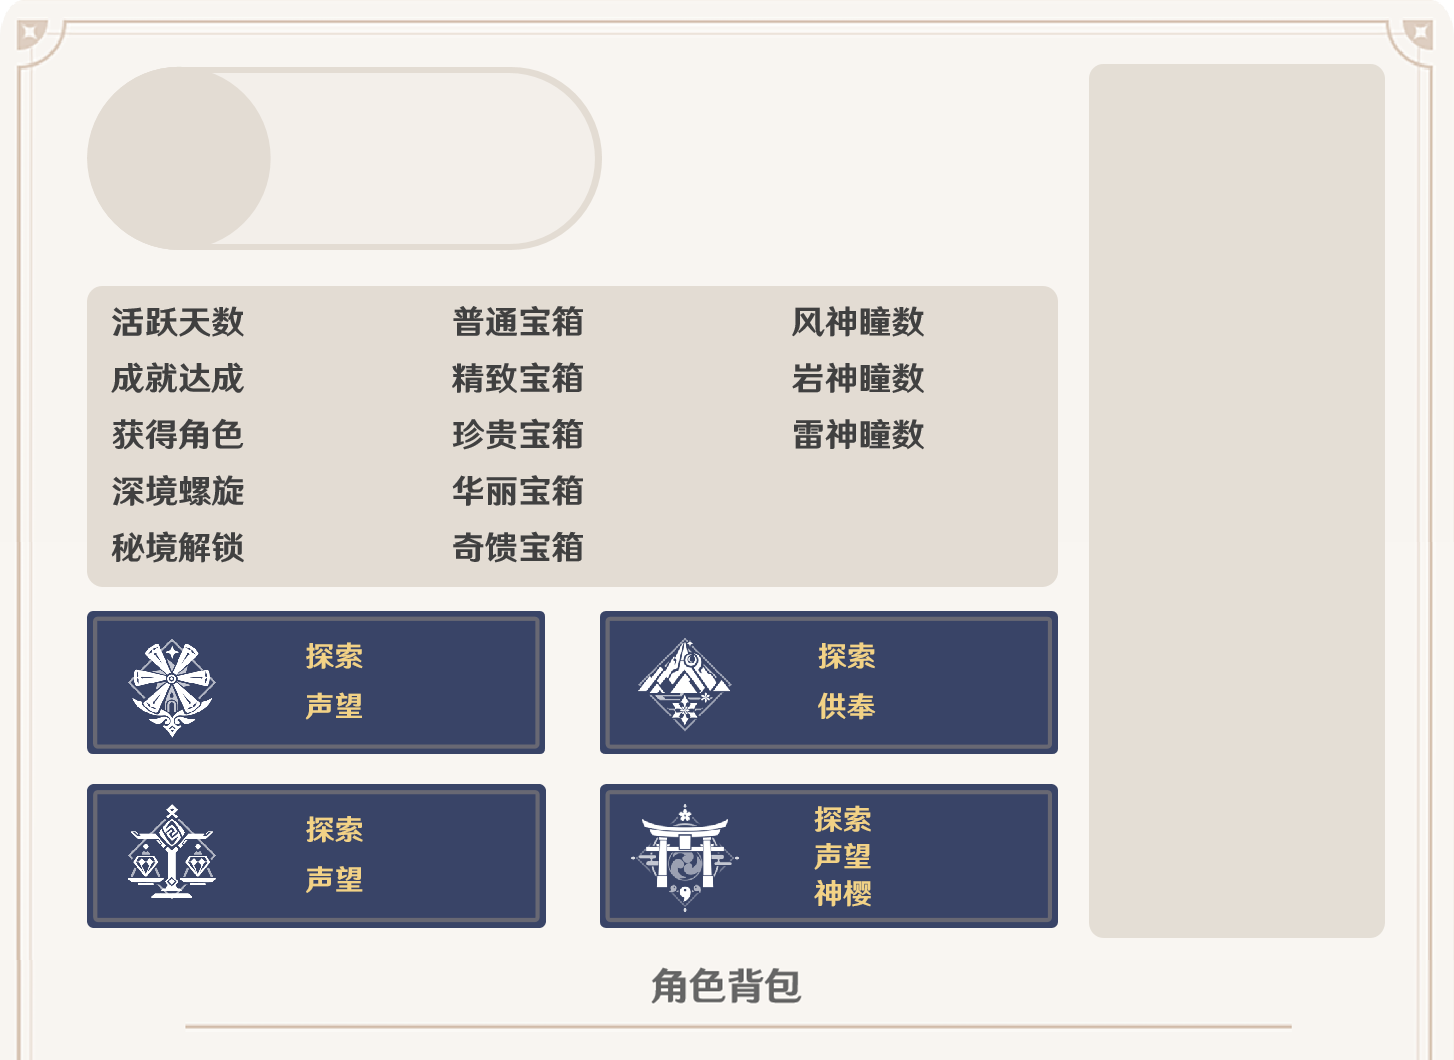 活跃天数
普通宝箱
风神瞳数
成就达成
精致宝箱
岩神瞳数
获得角色
珍贵宝箱
雷神瞳数
深境螺旋
华丽宝箱
秘境解锁
奇馈宝箱
探索
声望
探索
供奉
探索
声望
探索
声望
神樱
角色背包